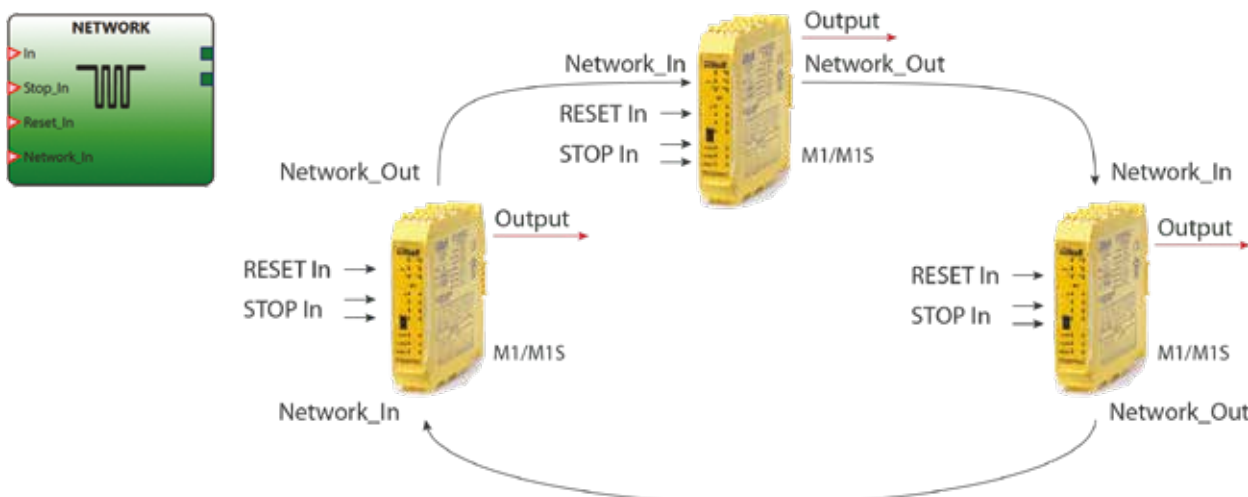 NETWORK
In
Stop_In
Reset_In
Network_In
Output
Network_In
Network_Out
RESET In
STOP In
M1/M1S
Network_Out
Output
RESET In
STOP In
M1/M1S
Network_In
Network_In
Output
RESET In
STOP In
M1/M1S
Network_Out